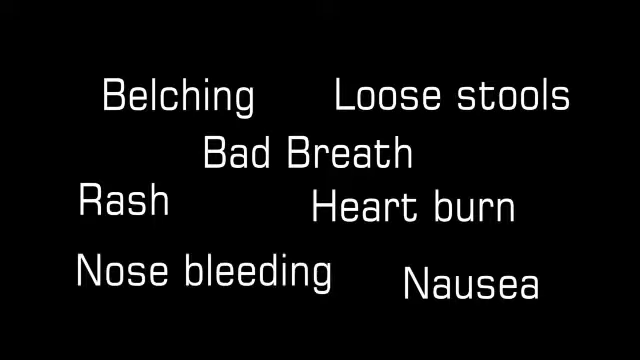 Belching
Loose stools
Bad Breath
Rash
Heart burn
Nose bleeding
Nausea